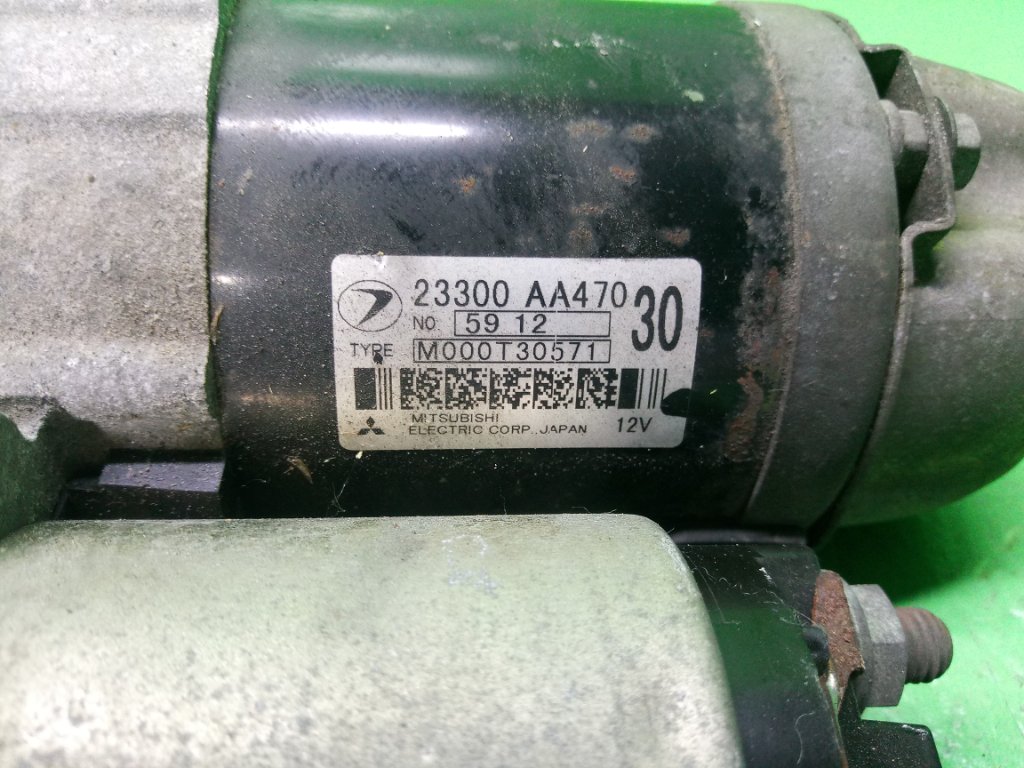 23300 AA470
30
NO. 59 12
TYPE M000T30571
MITSUBISHI
ELECTRIC CORP., JAPAN 12V